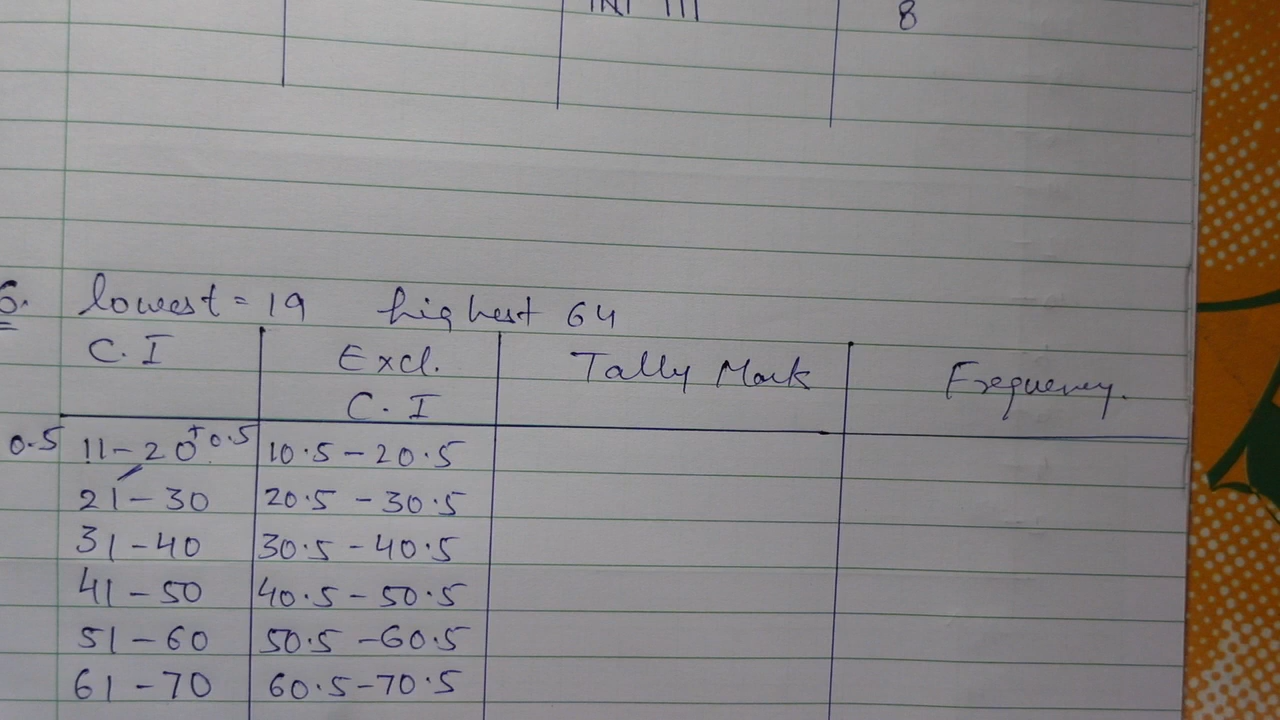 8
6. lowest = 19 highest 64
C.I Excl. C.I Tally Mark Frequency.
0.5 11-20 +0.5 10.5-20.5
21-30 20.5-30.5
31-40 30.5-40.5
41-50 40.5-50.5
51-60 50.5-60.5
61-70 60.5-70.5